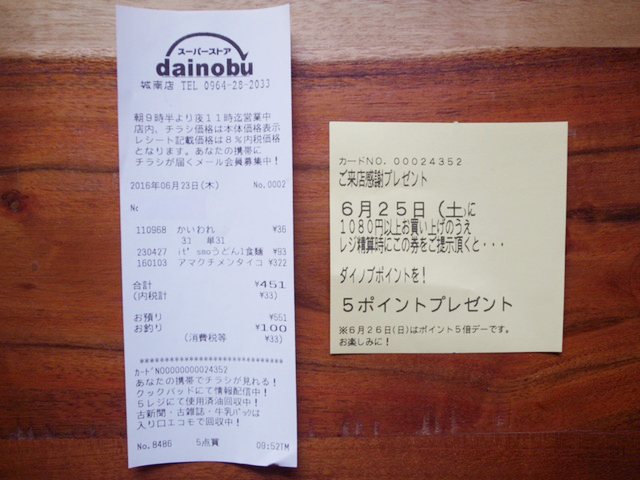 スーパーストア
dainobu
城南店 TEL 0964-28-2033
朝9時半より夜11時迄営業中
店内、チラシ価格は本体価格表示
レシート記載価格は8%内税価格
となります。あなたの携帯に
チラシが届くメール会員募集中!
2016年06月23日(木) No.0002
No
110968 かいわれ ¥36
3コ 単31
230427 it's moうどん1食麺 ¥93
160103 アマクチメンタイコ ¥322
合計 ¥451
(内税計 ¥33)
お預り ¥551
お釣り ¥100
(消費税等 ¥33)
カードNO00000000024352
あなたの携帯でチラシが見れる!
クックパッドにて情報配信中!
5レジにて使用済油回収中!
古新聞・古雑誌・牛乳パックは
入り口エコモで回収中!
No.8486 5点買 09:52TM
カードNO. 00024352
ご来店感謝プレゼント
6月25日(土)に
1080円以上お買い上げのうえ
レジ精算時にこの券をご提示頂くと・・・
ダイノブポイントを!
5ポイントプレゼント
※6月26日(日)はポイント5倍デーです。
お楽しみに!